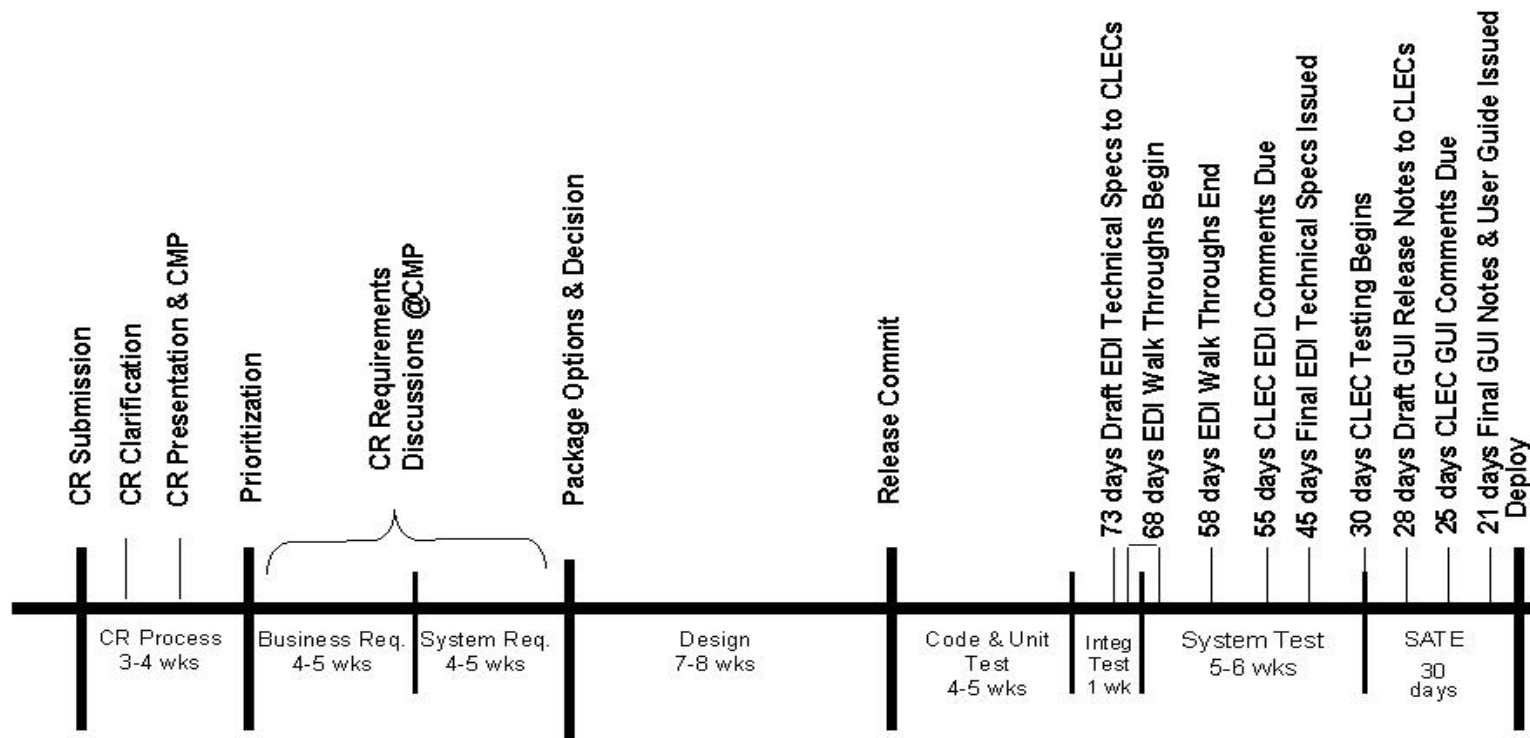 CR Submission
CR Clarification
CR Presentation & CMP
Prioritization
CR Requirements
Discussions @CMP
Package Options & Decision
Release Commit
73 days Draft EDI Technical Specs to CLECs
68 days EDI Walk Throughs Begin
58 days EDI Walk Throughs End
55 days CLEC EDI Comments Due
45 days Final EDI Technical Specs Issued
30 days CLEC Testing Begins
28 days Draft GUI Release Notes to CLECs
25 days CLEC GUI Comments Due
21 days Final GUI Notes & User Guide Issued
Deploy
CR Process
3-4 wks
Business Req.
4-5 wks
System Req.
4-5 wks
Design
7-8 wks
Code & Unit
Test
4-5 wks
Integ
Test
1 wk
System Test
5-6 wks
SATE
30
days